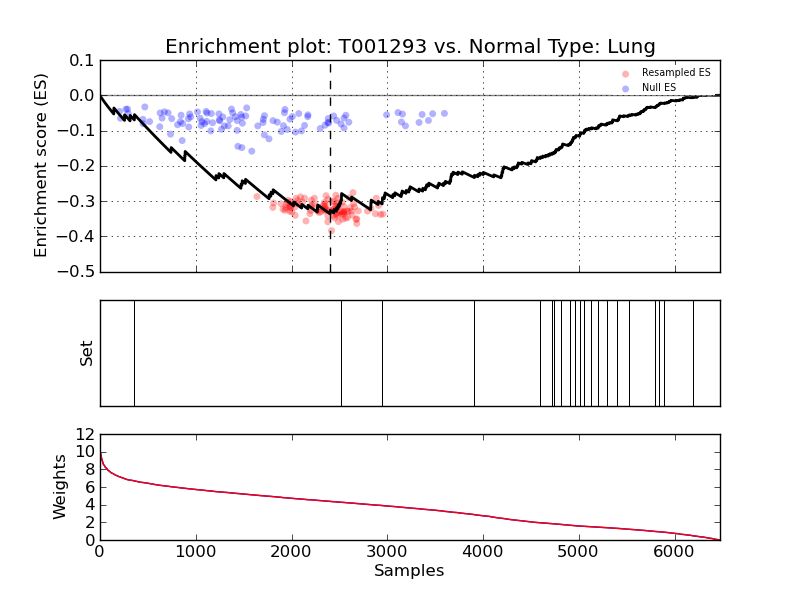 Enrichment plot: T001293 vs. Normal Type: Lung
Enrichment score (ES)
0.1
0.0
−0.1
−0.2
−0.3
−0.4
−0.5
Resampled ES
Null ES
Set
Weights
12
10
8
6
4
2
0
0 1000 2000 3000 4000 5000 6000
Samples